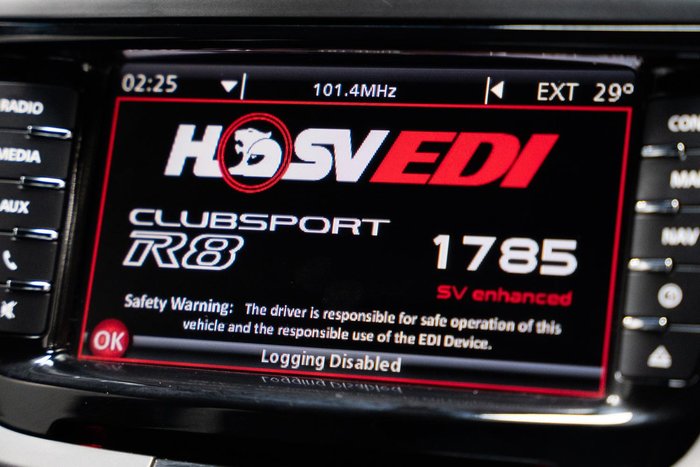 02:25 101.4MHz EXT 29°
RADIO
MEDIA
AUX
NAV
HSV EDI
CLUBSPORT
R8
1785
SV enhanced
Safety Warning: The driver is responsible for safe operation of this
vehicle and the responsible use of the EDI Device.
OK
Logging Disabled